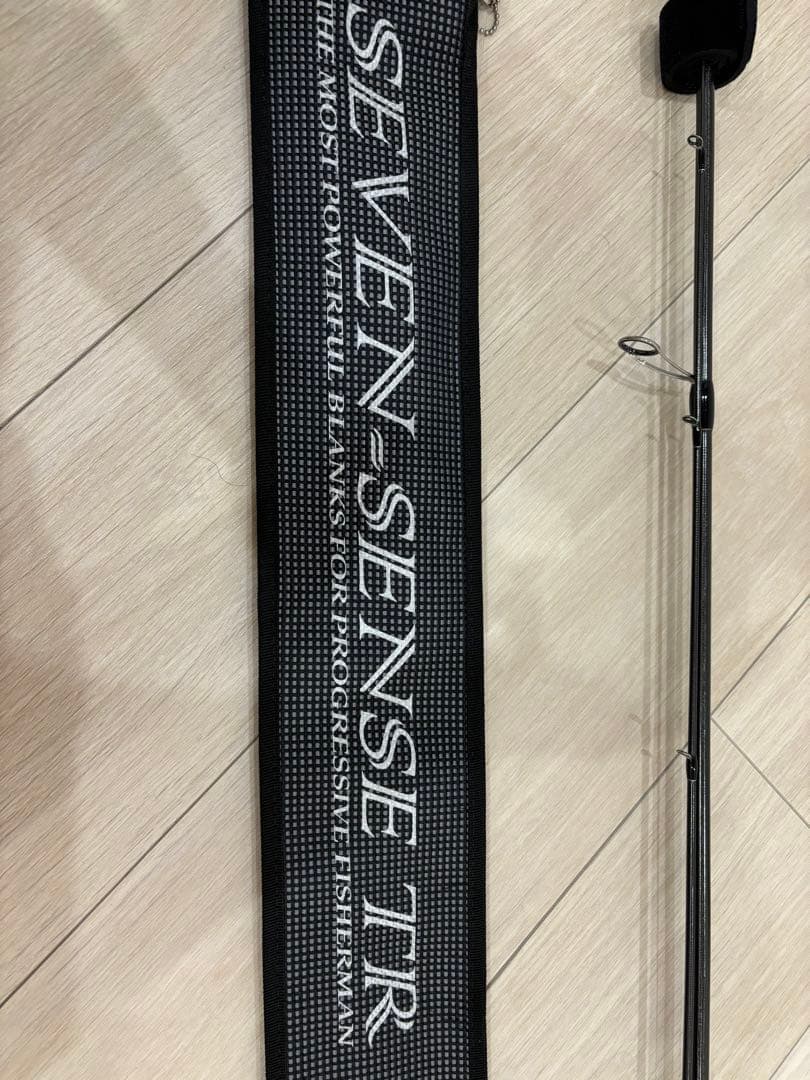 SEVEN-SENSE TR
THE MOST POWERFUL BLANKS FOR PROGRESSIVE FISHERMAN